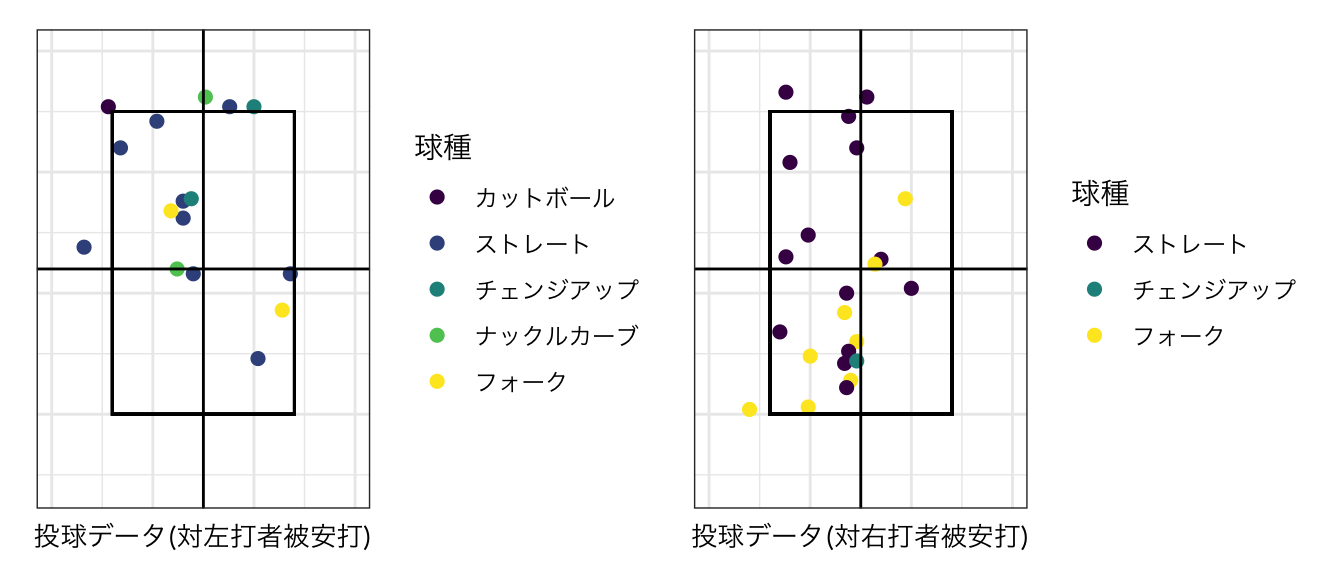 球種
カットボール
ストレート
チェンジアップ
ナックルカーブ
フォーク
投球データ(対左打者被安打)
球種
ストレート
チェンジアップ
フォーク
投球データ(対右打者被安打)